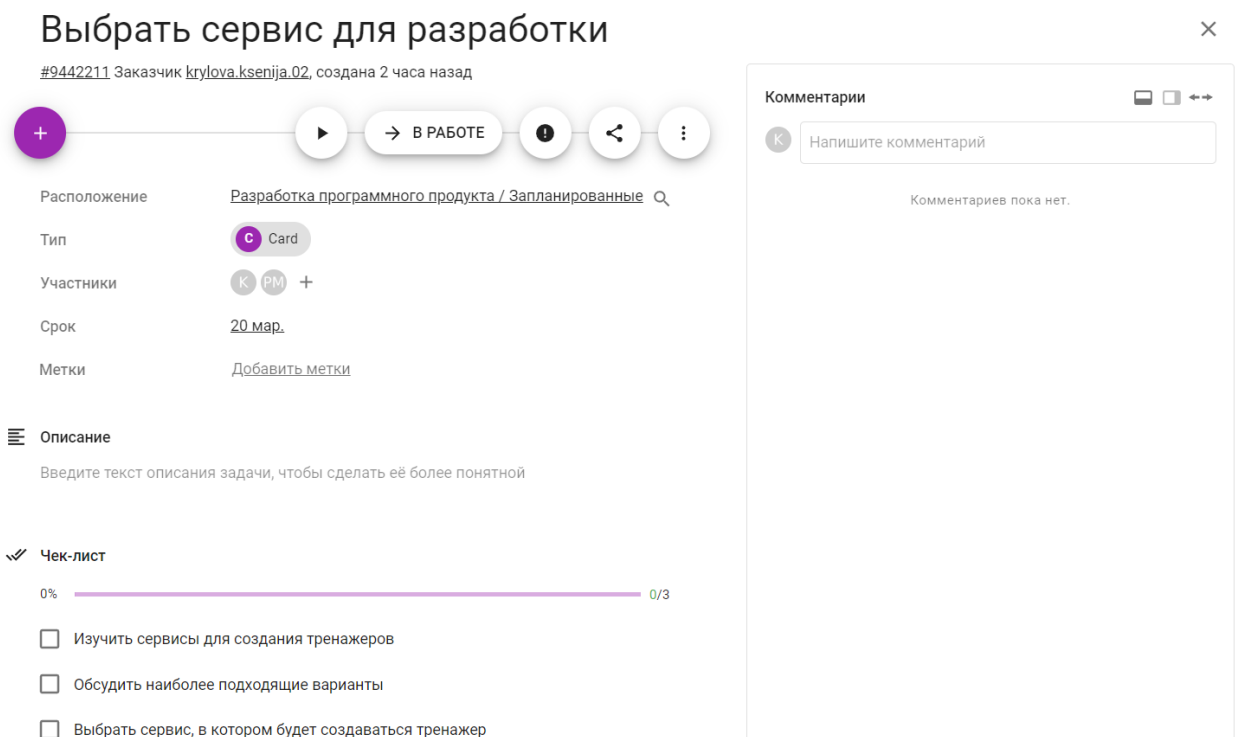 Выбрать сервис для разработки
#9442211 Заказчик krylova.ksenija.02, создана 2 часа назад
+
В РАБОТЕ
Расположение
Разработка программного продукта / Запланированные
Тип
C Card
Участники
K PM +
Срок
20 мар.
Метки
Добавить метки
Описание
Введите текст описания задачи, чтобы сделать её более понятной
Чек-лист
0%
0/3
Изучить сервисы для создания тренажеров
Обсудить наиболее подходящие варианты
Выбрать сервис, в котором будет создаваться тренажер
Комментарии
K
Напишите комментарий
Комментариев пока нет.